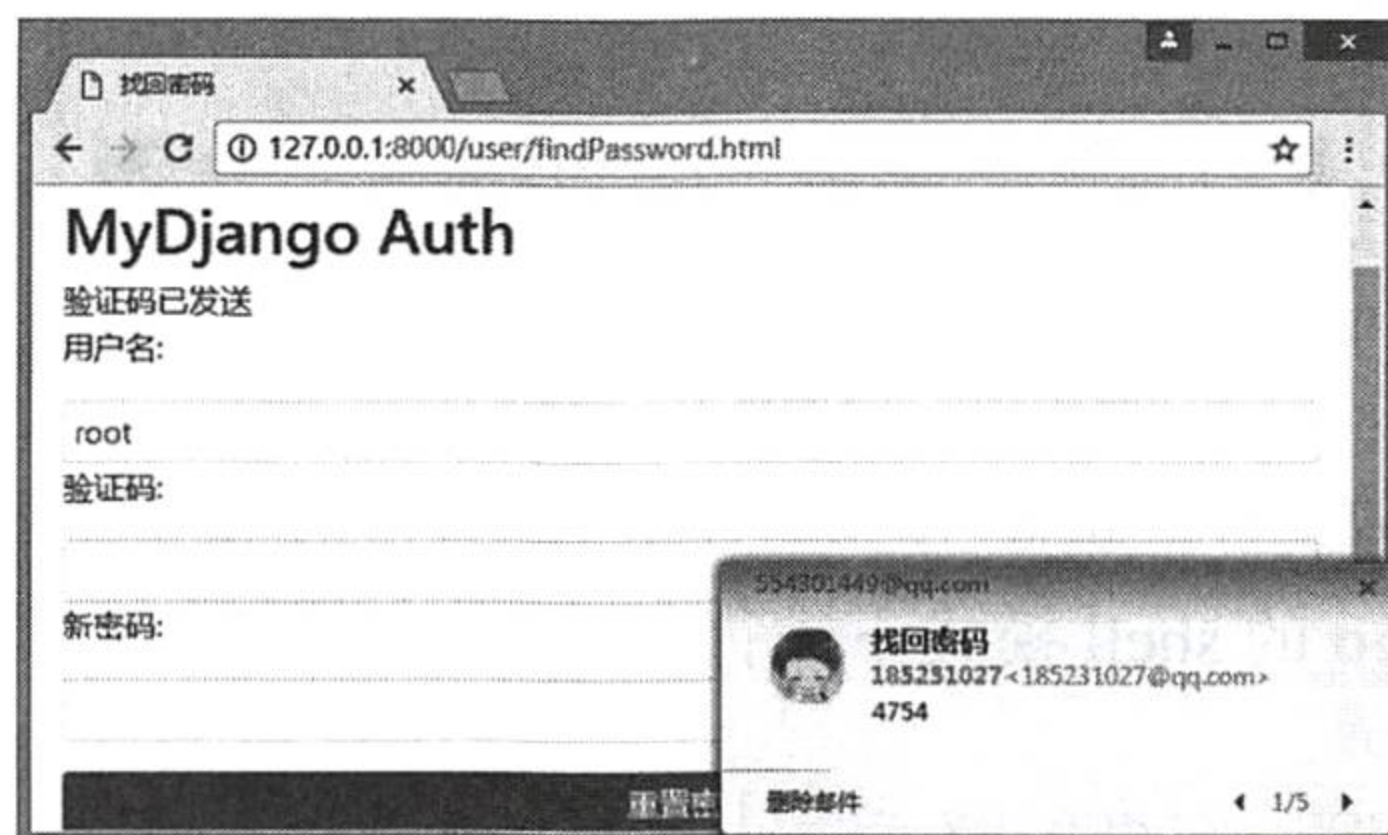 找回密码
127.0.0.1:8000/user/findPassword.html
MyDjango Auth
验证码已发送
用户名:
root
验证码:
新密码:
重置密
554301449@qq.com
找回密码
185231027<185231027@qq.com>
4754
删除邮件
1/5